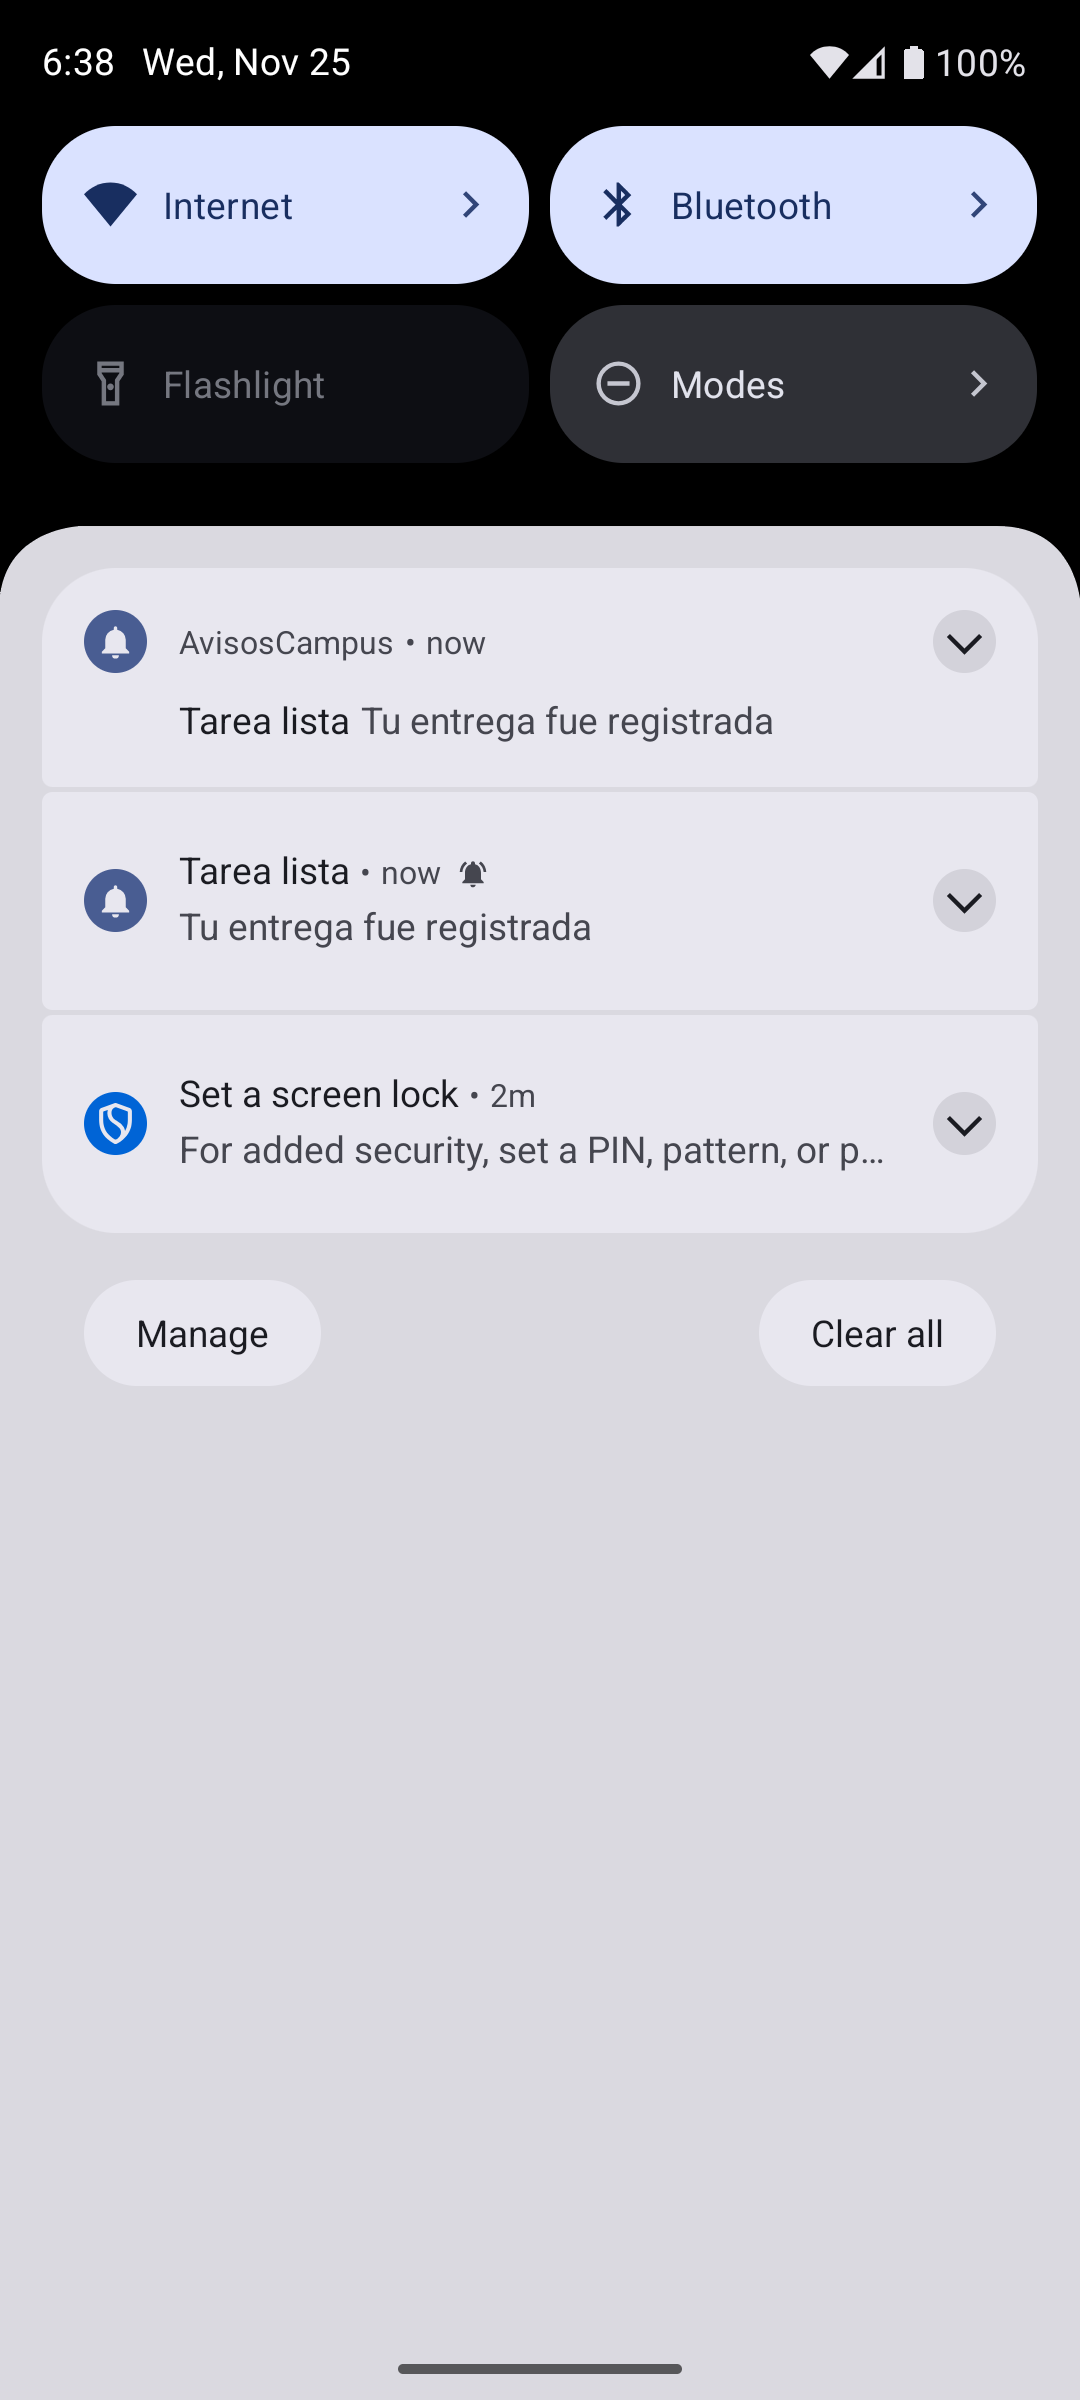 6:38 Wed, Nov 25 100%
Internet Bluetooth
Flashlight Modes
AvisosCampus • now
Tarea lista Tu entrega fue registrada
Tarea lista • now
Tu entrega fue registrada
Set a screen lock • 2m
For added security, set a PIN, pattern, or p…
Manage Clear all